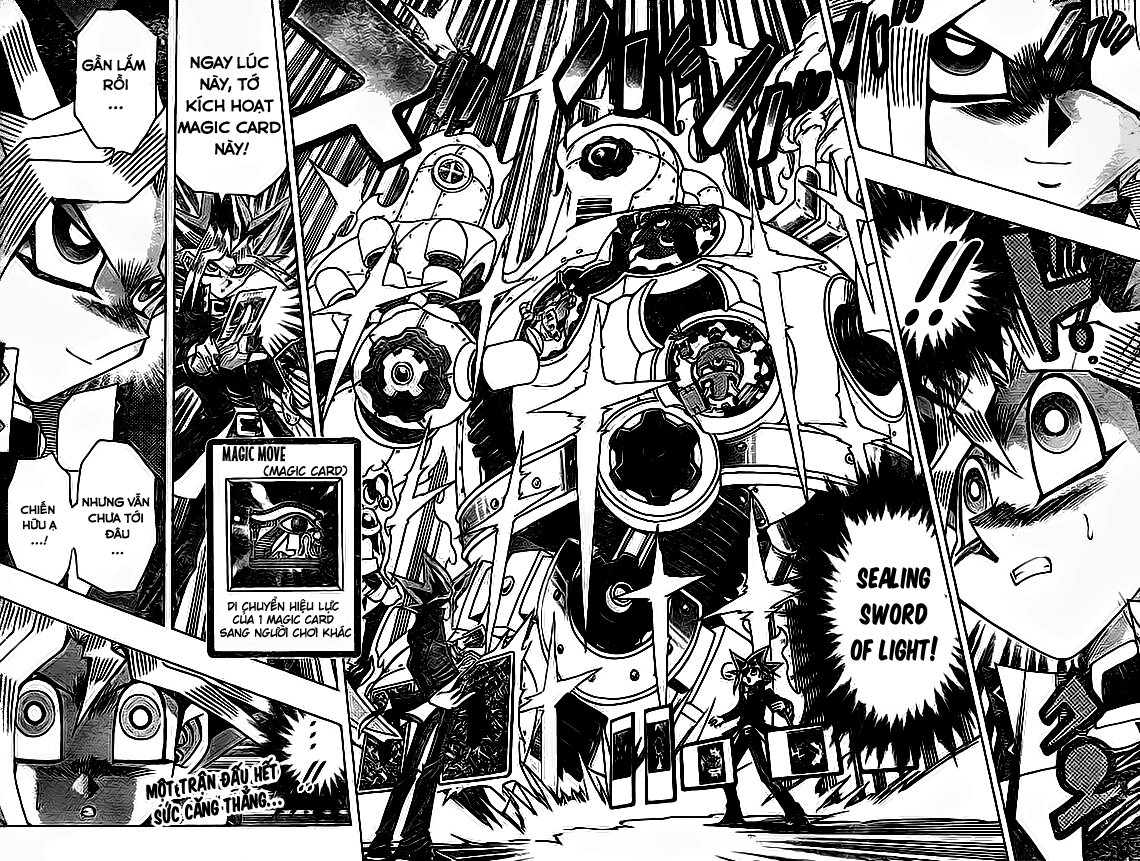 !!
SEALING
SWORD
OF LIGHT!
NGAY LÚC
NÀY, TỚ
KÍCH HOẠT
MAGIC CARD
NÀY!
MAGIC MOVE
(MAGIC CARD)
DI CHUYỂN HIỆU LỰC
CỦA 1 MAGIC CARD
SANG NGƯỜI CHƠI KHÁC
GẦN LẮM
RỒI
...
NHƯNG VẪN
CHƯA TỚI
ĐÂU
...
CHIẾN
HỮU Ạ
...!
...!!
MỘT TRẬN ĐẤU HẾT
SỨC CĂNG THẲNG...